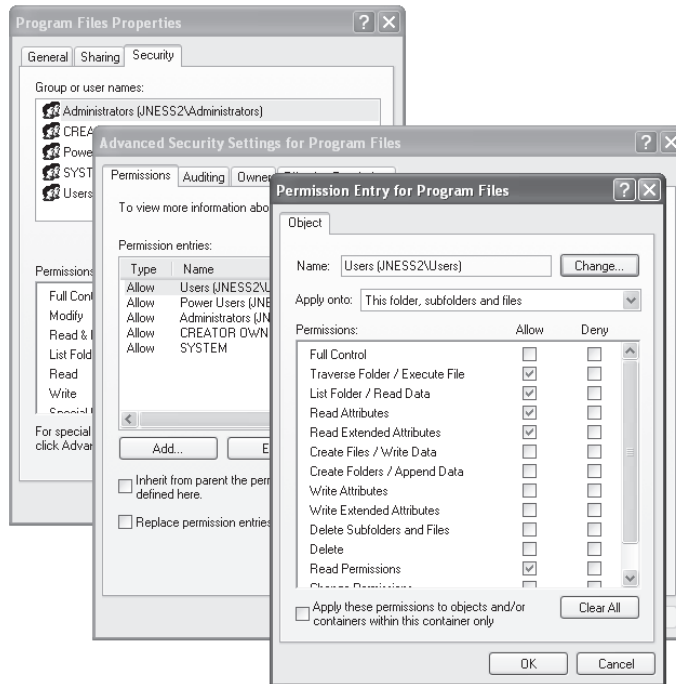 Program Files Properties
General Sharing Security
Group or user names:
Administrators (JNESS2\Administrators)
CREA
Powe
SYST
Users
Permissions
Full Cont
Modify
Read &
List Fold
Read
Write
For special
click Advan
Advanced Security Settings for Program Files
Permissions Auditing Owner
To view more information abo
Permission entries:
Type Name
Allow Users (JNESS2\U
Allow Power Users (JNE
Allow Administrators (JN
Allow CREATOR OWN
Allow SYSTEM
Add... E
Inherit from parent the perm
defined here.
Replace permission entries
Permission Entry for Program Files
Object
Name: Users (JNESS2\Users) Change...
Apply onto: This folder, subfolders and files
Permissions: Allow Deny
Full Control
Traverse Folder / Execute File
List Folder / Read Data
Read Attributes
Read Extended Attributes
Create Files / Write Data
Create Folders / Append Data
Write Attributes
Write Extended Attributes
Delete Subfolders and Files
Delete
Read Permissions
Change Permissions
Apply these permissions to objects and/or
containers within this container only
Clear All
OK Cancel